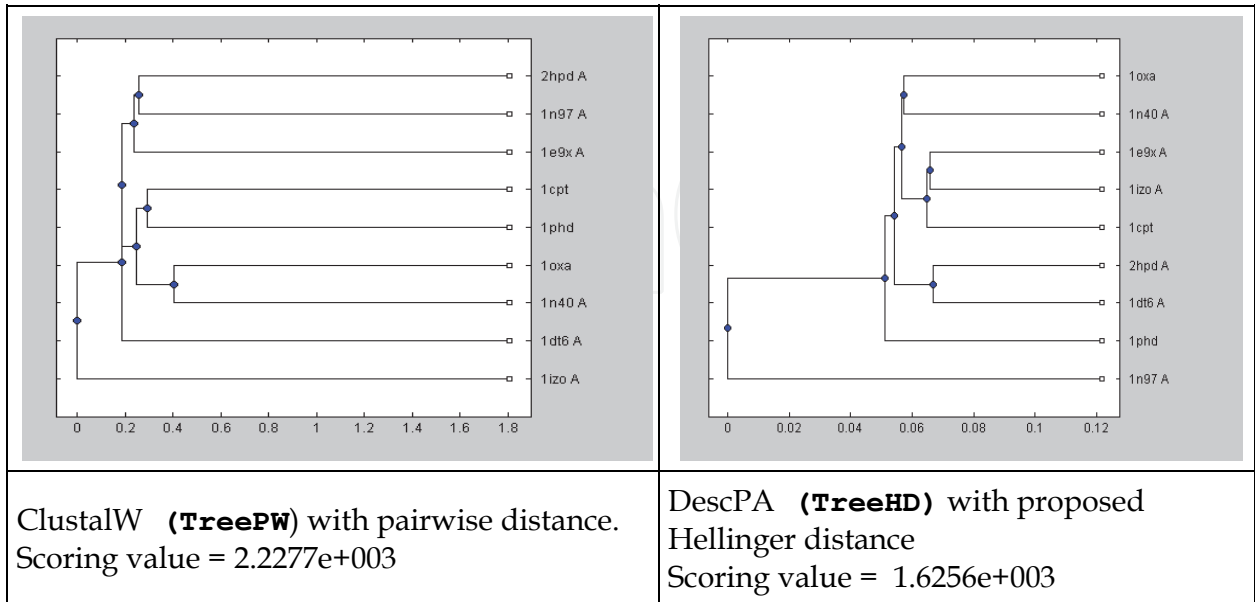 2hpd A
1n97 A
1e9x A
1cpt
1phd
1oxa
1n40 A
1dt6 A
1izo A
0 0.2 0.4 0.6 0.8 1 1.2 1.4 1.6 1.8
1oxa
1n40 A
1e9x A
1izo A
1cpt
2hpd A
1dt6 A
1phd
1n97 A
0 0.02 0.04 0.06 0.08 0.1 0.12
ClustalW (TreePW) with pairwise distance.
Scoring value = 2.2277e+003
DescPA (TreeHD) with proposed
Hellinger distance
Scoring value = 1.6256e+003